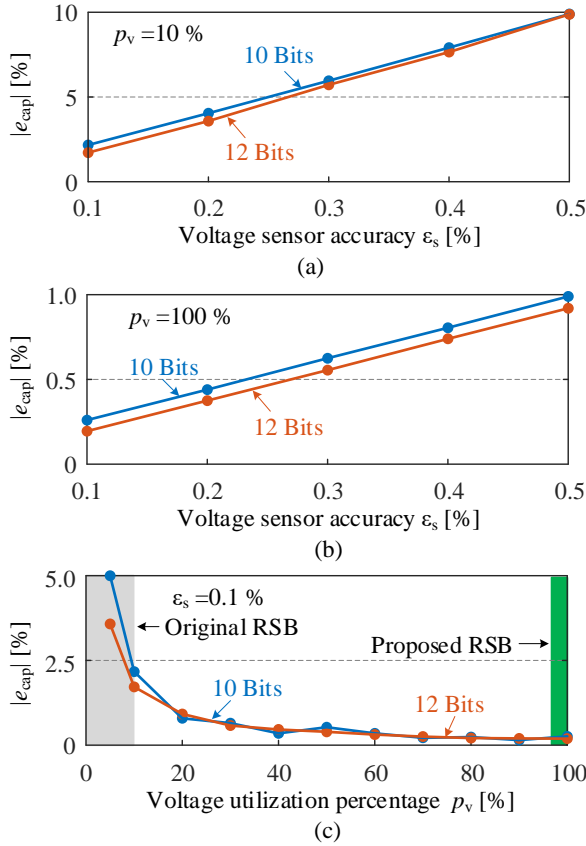 10
p_v =10 %
10 Bits
|e_cap| [%]
5
12 Bits
0
0.1 0.2 0.3 0.4 0.5
Voltage sensor accuracy ε_s [%]
(a)
1.0
p_v =100 %
|e_cap| [%]
10 Bits
0.5
12 Bits
0
0.1 0.2 0.3 0.4 0.5
Voltage sensor accuracy ε_s [%]
(b)
5.0
ε_s =0.1 %
Original RSB
Proposed RSB
|e_cap| [%]
2.5
10 Bits
12 Bits
0
0 20 40 60 80 100
Voltage utilization percentage p_v [%]
(c)